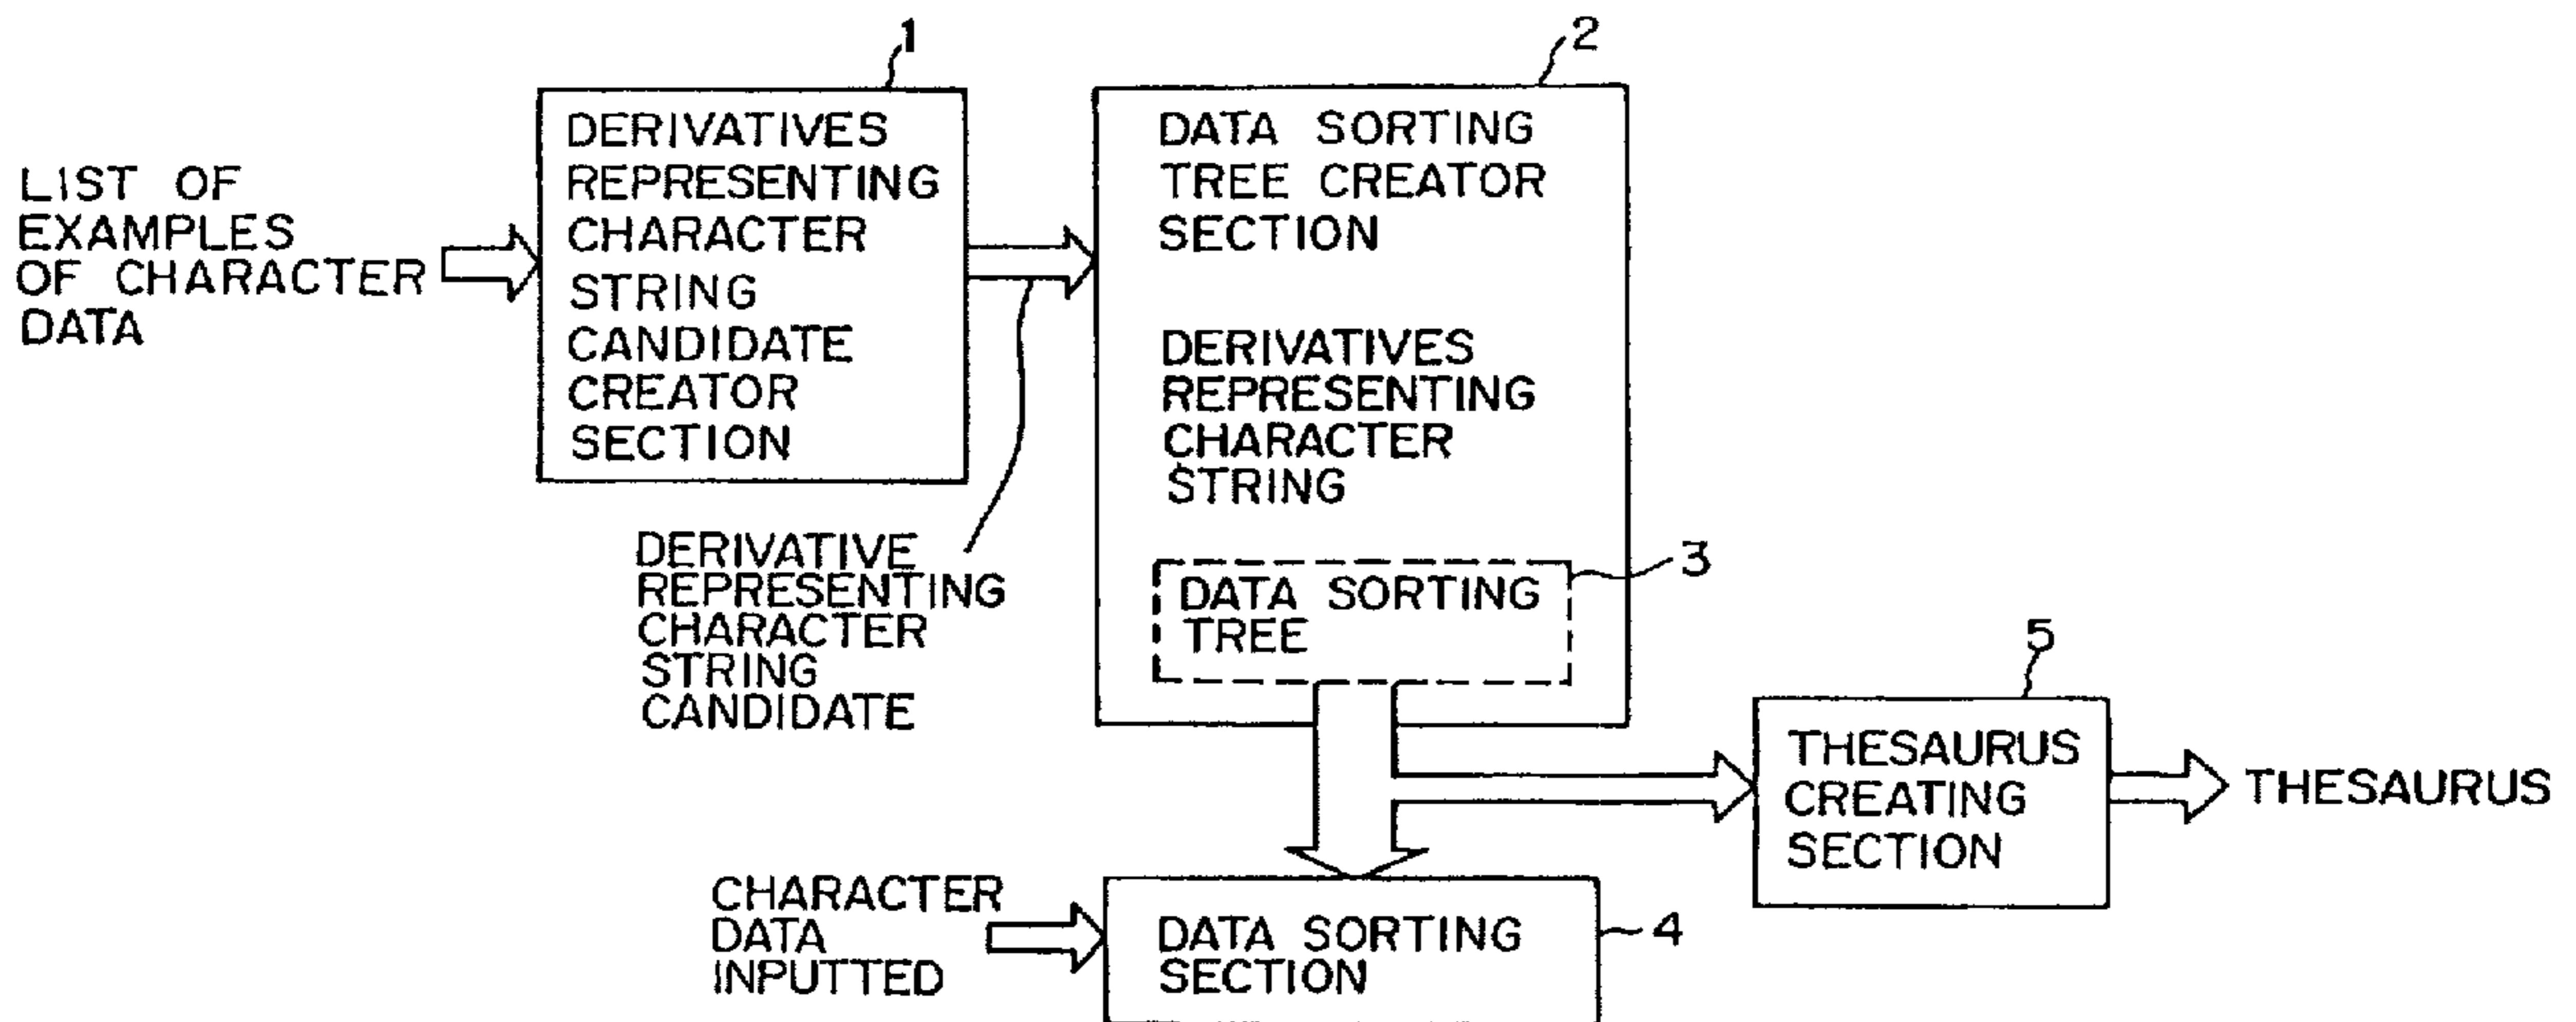 1
2
LIST OF
EXAMPLES
OF CHARACTER
DATA
DERIVATIVES
REPRESENTING
CHARACTER
STRING
CANDIDATE
CREATOR
SECTION
DERIVATIVE
REPRESENTING
CHARACTER
STRING
CANDIDATE
DATA SORTING
TREE CREATOR
SECTION
DERIVATIVES
REPRESENTING
CHARACTER
STRING
3
DATA SORTING
TREE
5
THESAURUS
CREATING
SECTION
THESAURUS
CHARACTER
DATA
INPUTTED
DATA SORTING
SECTION
4